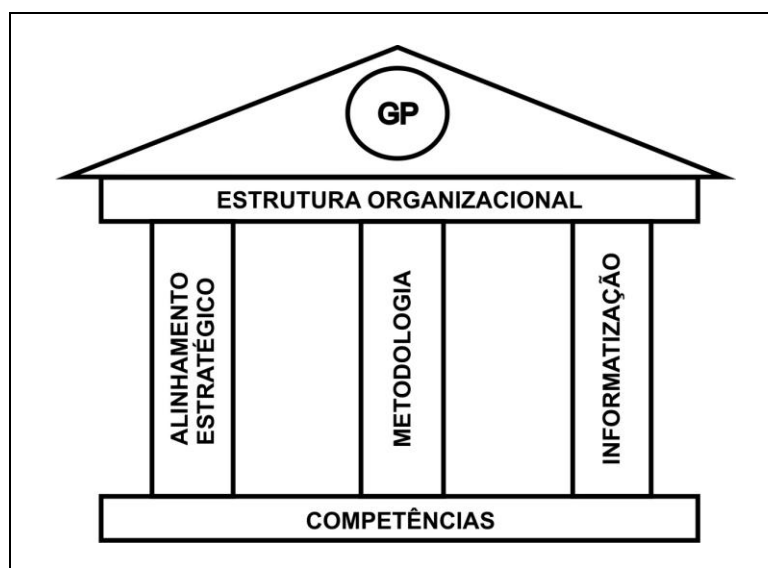 GP
ESTRUTURA ORGANIZACIONAL
ALINHAMENTO
ESTRATÉGICO
METODOLOGIA
INFORMATIZAÇÃO
COMPETÊNCIAS